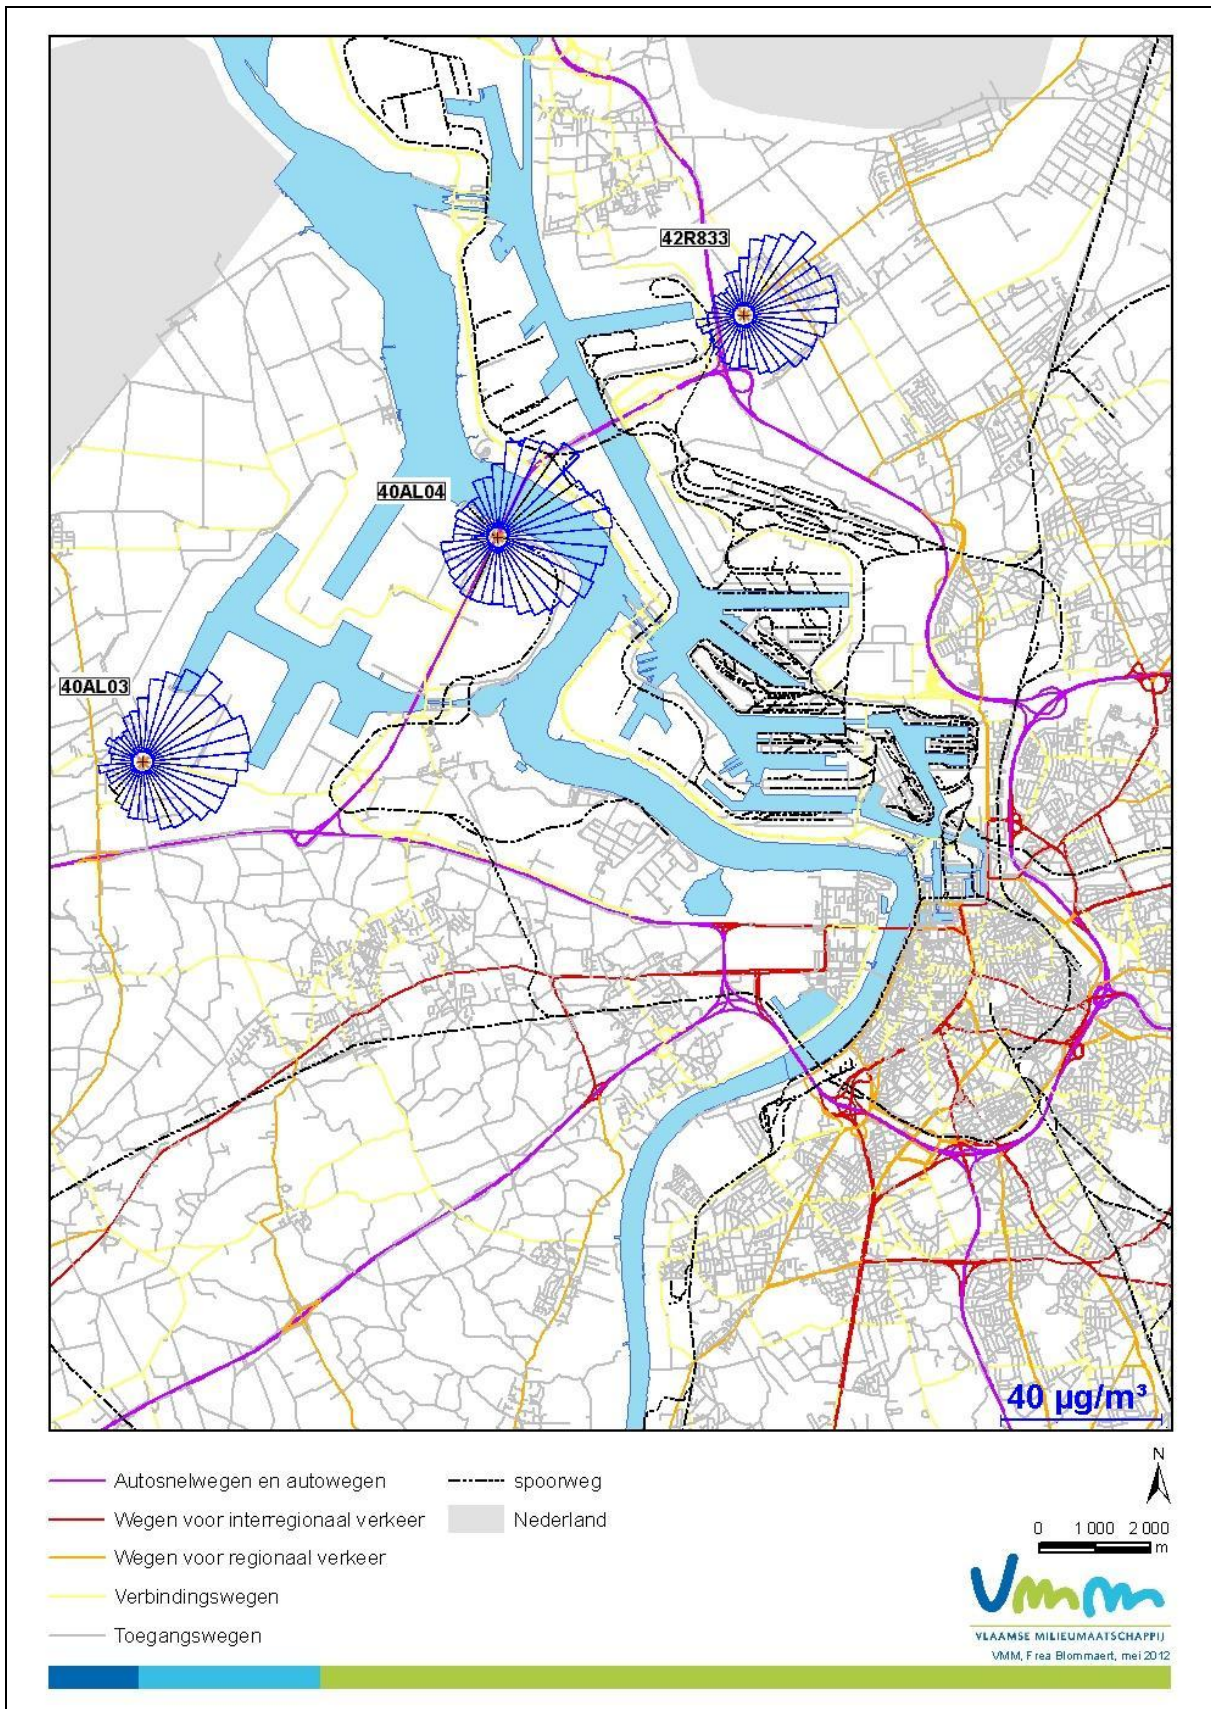 42R833
40AL04
40AL03
40 µg/m³
Autosnelwegen en autowegen
Wegen voor interregionaal verkeer
Wegen voor regionaal verkeer
Verbindingswegen
Toegangswegen
spoorweg
Nederland
N
0 1 000 2 000
m
Vmm
VLAAMSE MILIEUMAATSCHAPPIJ
VMM, Frea Blommaert, mei 2012